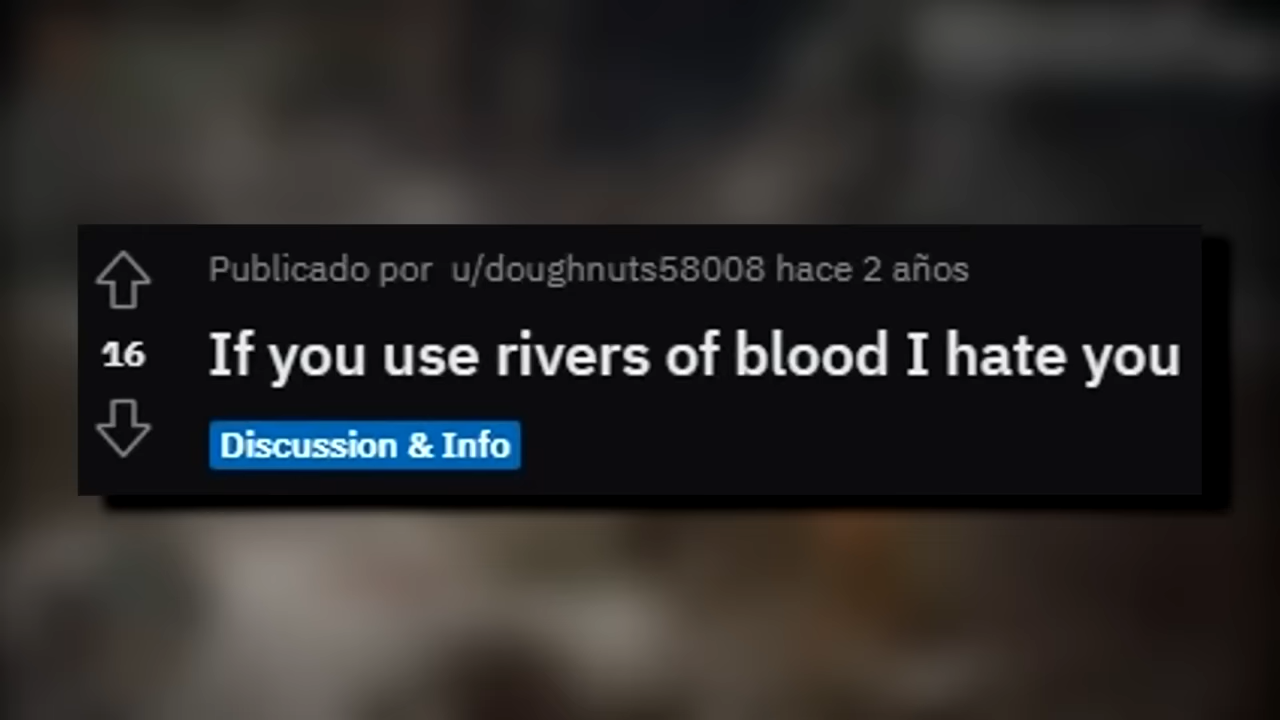 Publicado por u/doughnuts58008 hace 2 años
16
If you use rivers of blood I hate you
Discussion & Info